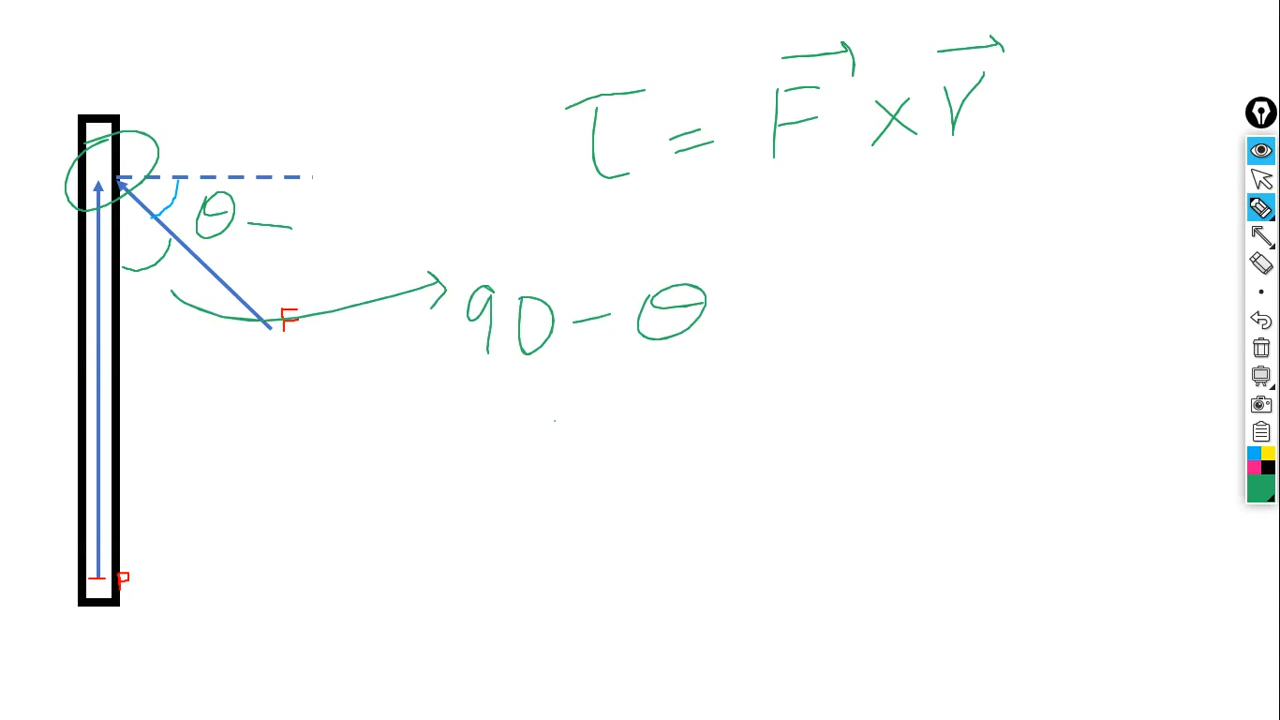 τ = F × r
θ –
F
90 – θ
P